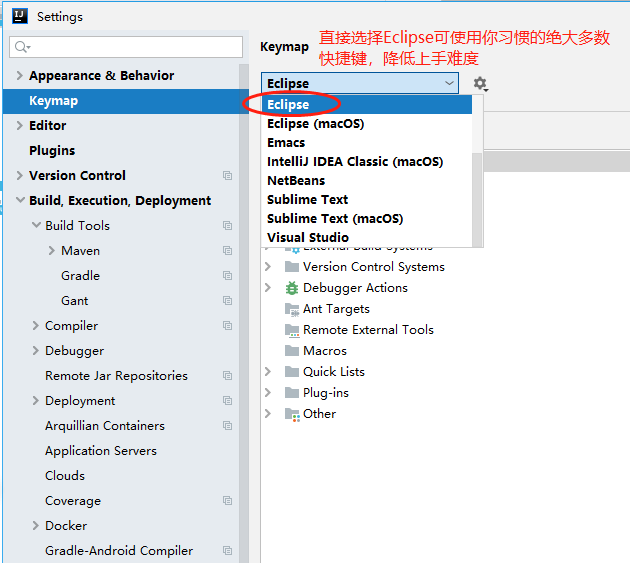 Settings
Appearance & Behavior
Keymap
Editor
Plugins
Version Control
Build, Execution, Deployment
Build Tools
Maven
Gradle
Gant
Compiler
Debugger
Remote Jar Repositories
Deployment
Arquillian Containers
Application Servers
Clouds
Coverage
Docker
Gradle-Android Compiler
Keymap
直接选择Eclipse可使用你习惯的绝大多数
快捷键，降低上手难度
Eclipse
Eclipse
Eclipse (macOS)
Emacs
IntelliJ IDEA Classic (macOS)
NetBeans
Sublime Text
Sublime Text (macOS)
Visual Studio
External Build Systems
Version Control Systems
Debugger Actions
Ant Targets
Remote External Tools
Macros
Quick Lists
Plug-ins
Other